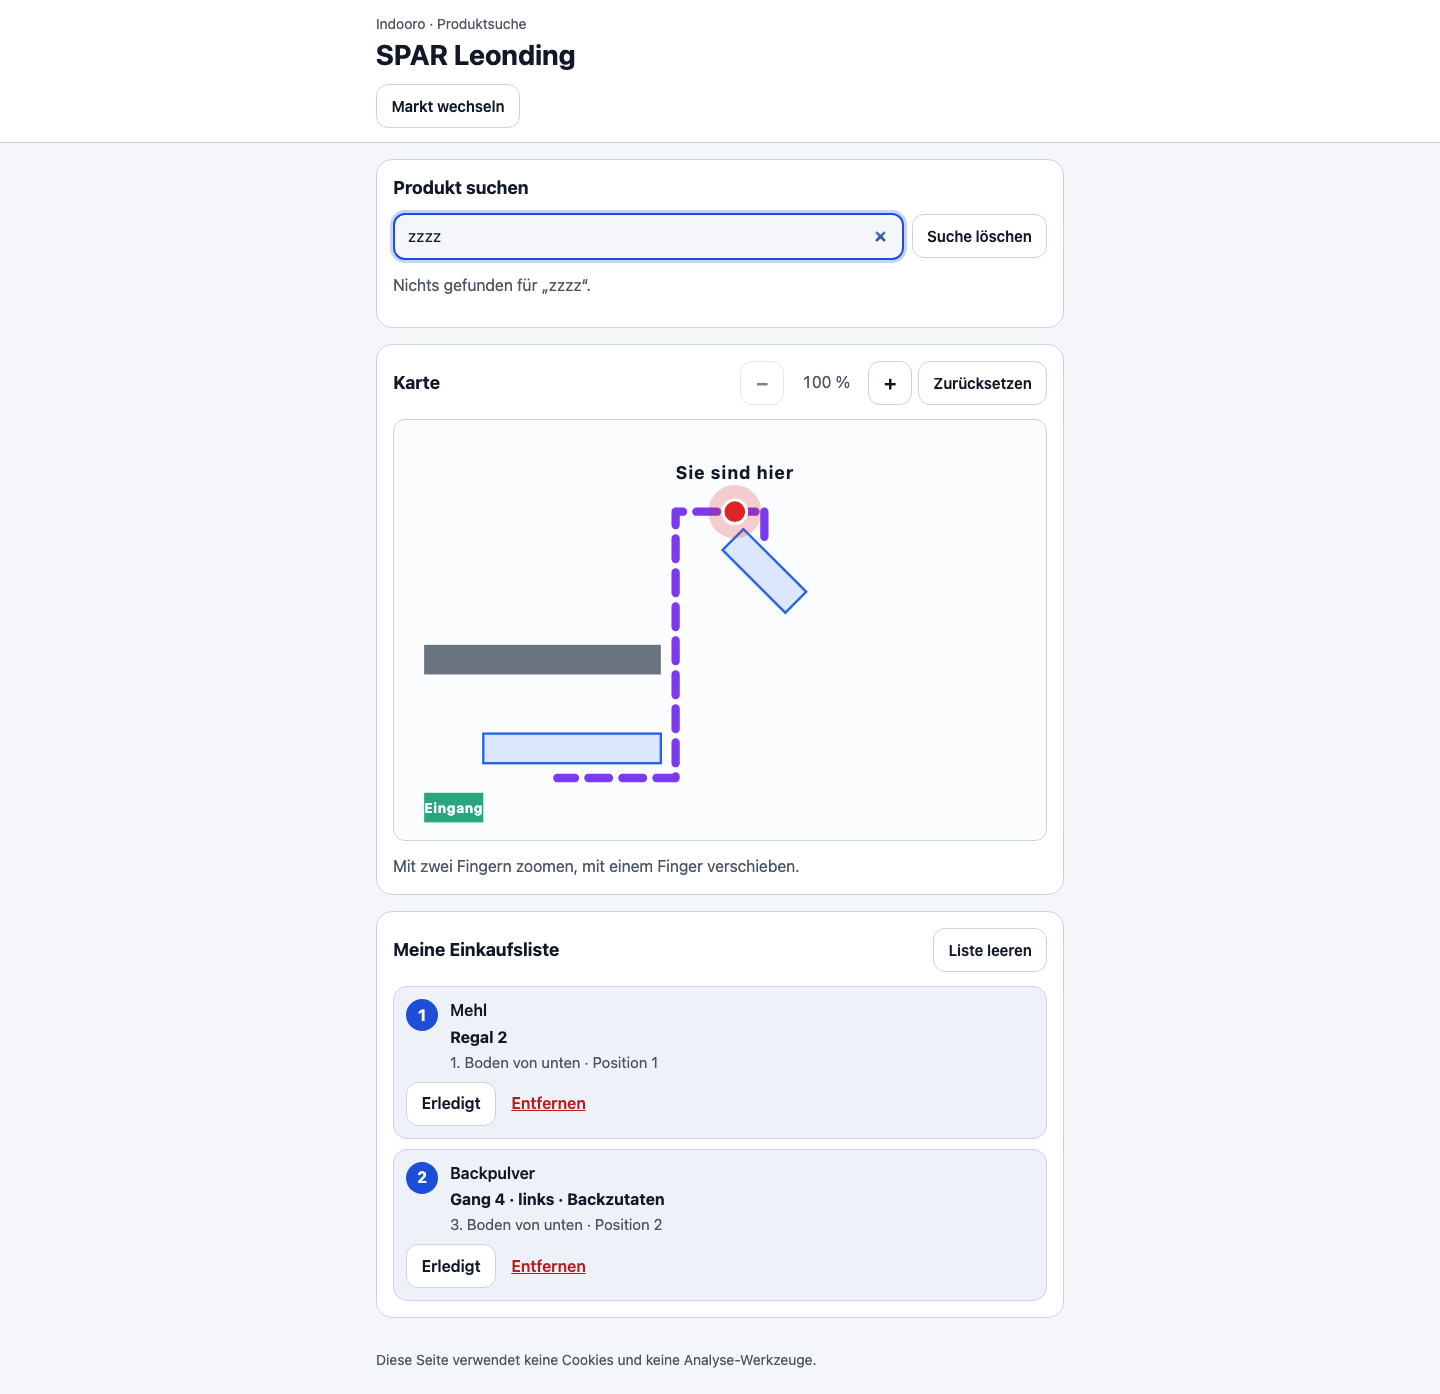 Indooro · Produktsuche
SPAR Leonding
Markt wechseln
Produkt suchen
zzzz
Suche löschen
Nichts gefunden für „zzzz“.
Karte
− 100 % + Zurücksetzen
Sie sind hier
Eingang
Mit zwei Fingern zoomen, mit einem Finger verschieben.
Meine Einkaufsliste
Liste leeren
1 Mehl
Regal 2
1. Boden von unten · Position 1
Erledigt Entfernen
2 Backpulver
Gang 4 · links · Backzutaten
3. Boden von unten · Position 2
Erledigt Entfernen
Diese Seite verwendet keine Cookies und keine Analyse-Werkzeuge.